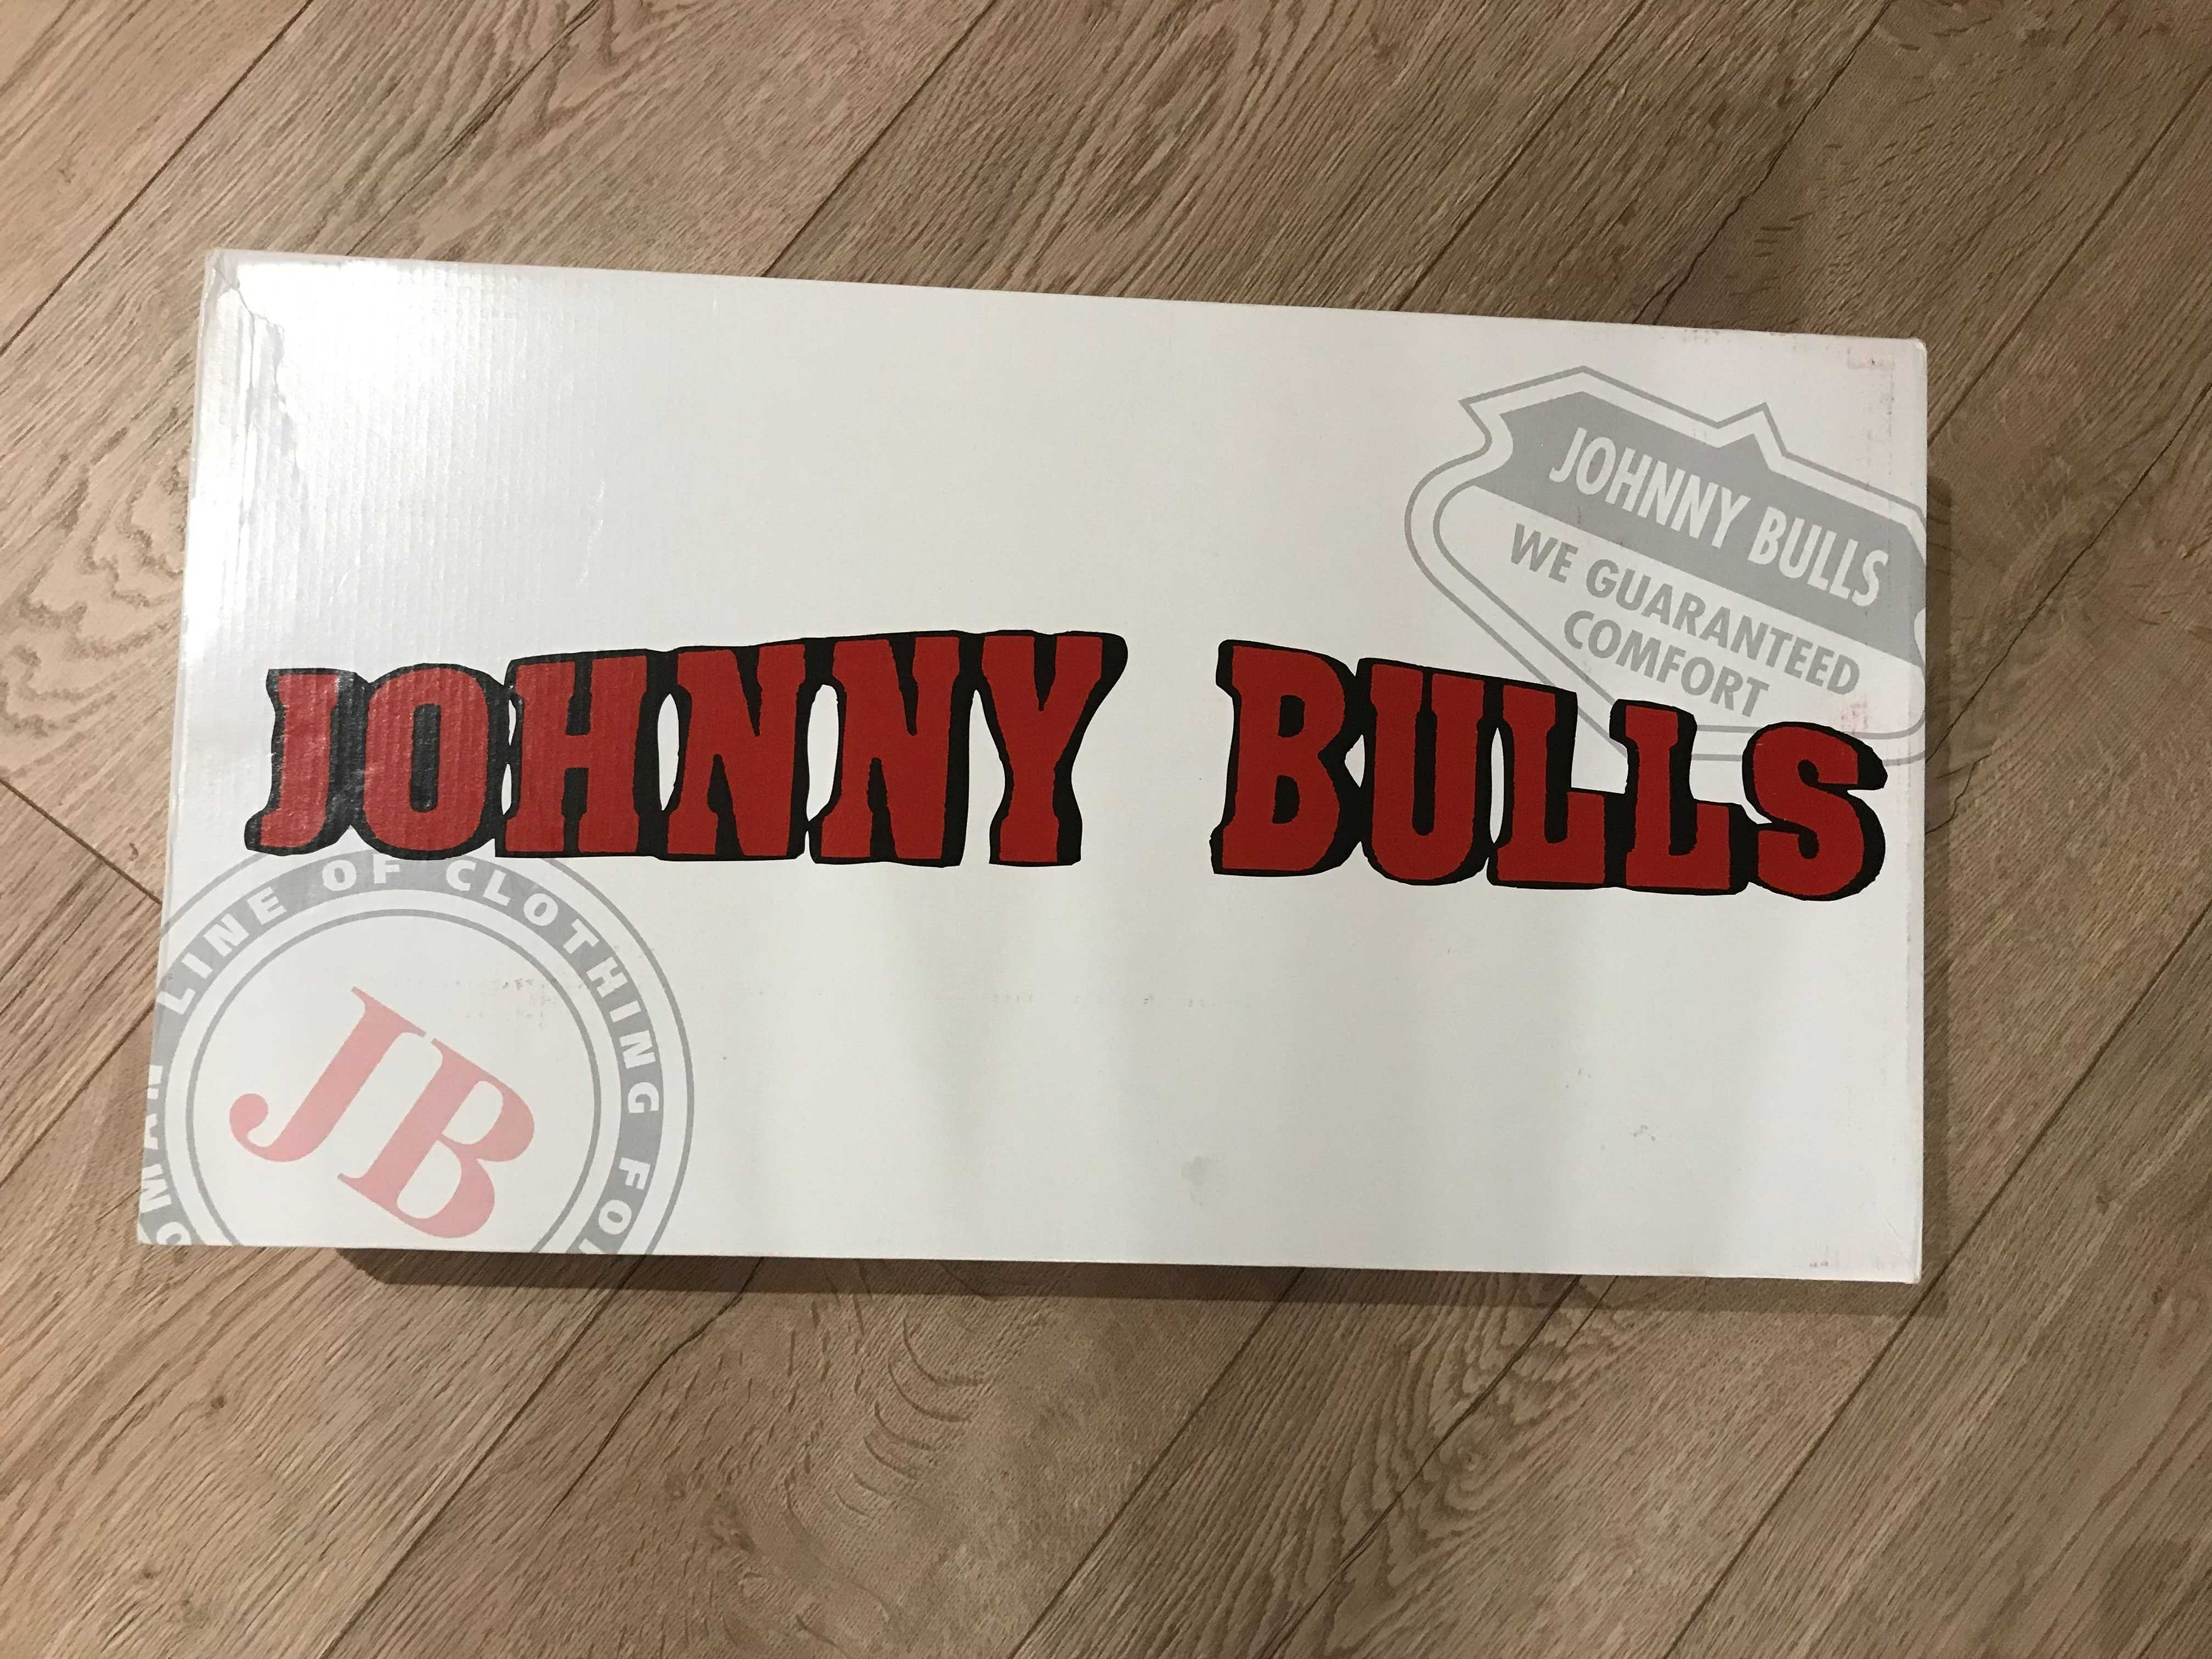 JOHNNY BULLS
WE GUARANTEED
COMFORT
JOHNNY BULLS
LINE OF CLOTHING
JB